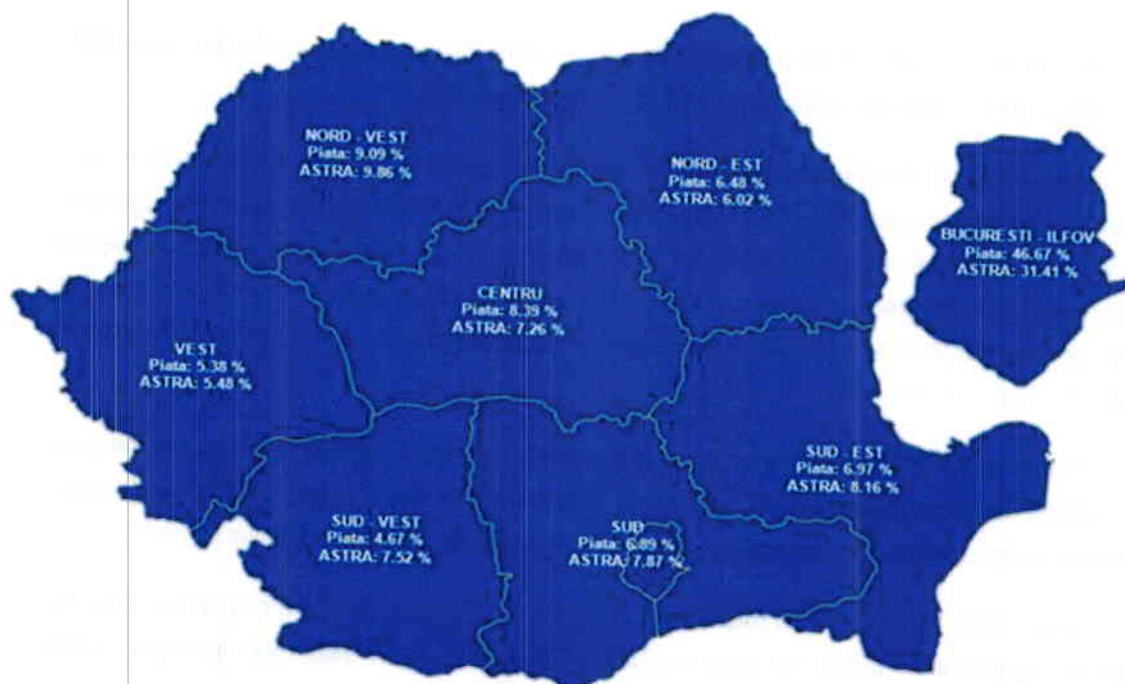 NORD - VEST
Piata: 9.09 %
ASTRA: 9.86 %
NORD - EST
Piata: 6.48 %
ASTRA: 6.02 %
BUCURESTI - ILFOV
Piata: 46.67 %
ASTRA: 31.41 %
CENTRU
Piata: 8.39 %
ASTRA: 7.26 %
VEST
Piata: 5.38 %
ASTRA: 5.48 %
SUD - EST
Piata: 6.97 %
ASTRA: 8.16 %
SUD - VEST
Piata: 4.67 %
ASTRA: 7.52 %
SUD
Piata: 6.89 %
ASTRA: 7.87 %